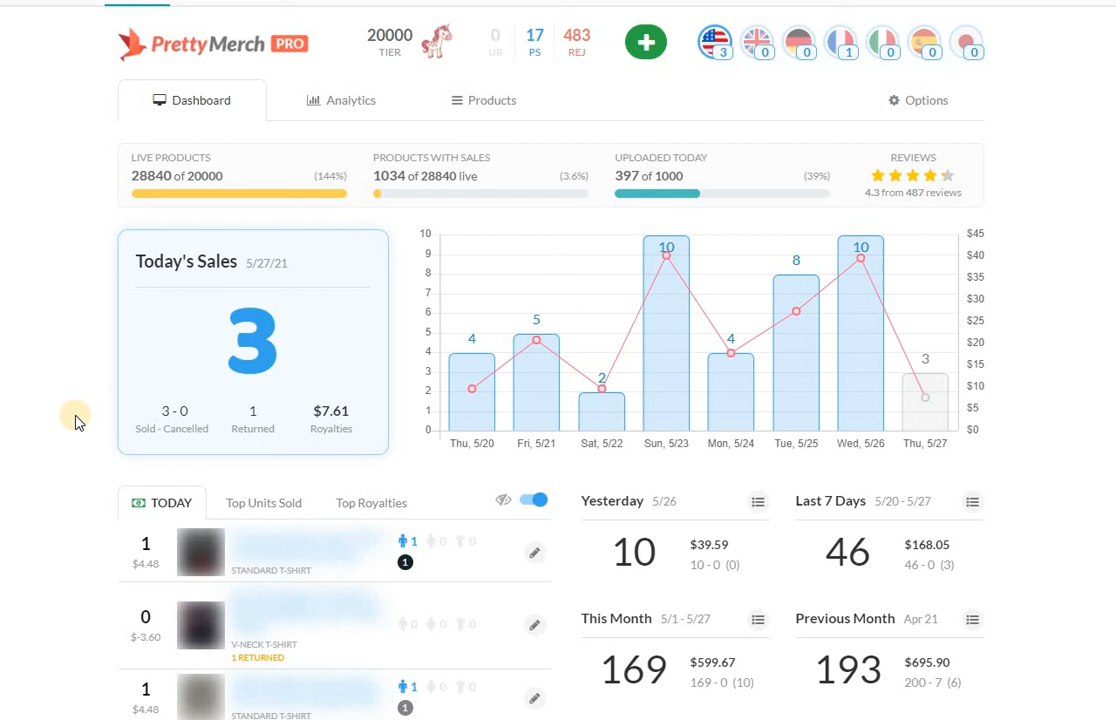 PrettyMerch PRO
20000
TIER
0
UR
17
PS
483
REJ
3
0
0
1
0
0
0
Dashboard
Analytics
Products
Options
LIVE PRODUCTS
28840 of 20000 (144%)
PRODUCTS WITH SALES
1034 of 28840 live (3.6%)
UPLOADED TODAY
397 of 1000 (39%)
REVIEWS
4.3 from 487 reviews
Today's Sales 5/27/21
3
3 - 0
Sold - Cancelled
1
Returned
$7.61
Royalties
10
9
8
7
6
5
4
3
2
1
0
4
5
2
10
4
8
10
3
$45
$40
$35
$30
$25
$20
$15
$10
$5
$0
Thu, 5/20
Fri, 5/21
Sat, 5/22
Sun, 5/23
Mon, 5/24
Tue, 5/25
Wed, 5/26
Thu, 5/27
TODAY
Top Units Sold
Top Royalties
1
$4.48
STANDARD T-SHIRT
1 0 0
1
0
$-3.60
V-NECK T-SHIRT
1 RETURNED
0 0 0
1
$4.48
STANDARD T-SHIRT
1 0 0
1
Yesterday 5/26
10
$39.59
10 - 0 (0)
Last 7 Days 5/20 - 5/27
46
$168.05
46 - 0 (3)
This Month 5/1 - 5/27
169
$599.67
169 - 0 (10)
Previous Month Apr 21
193
$695.90
200 - 7 (6)